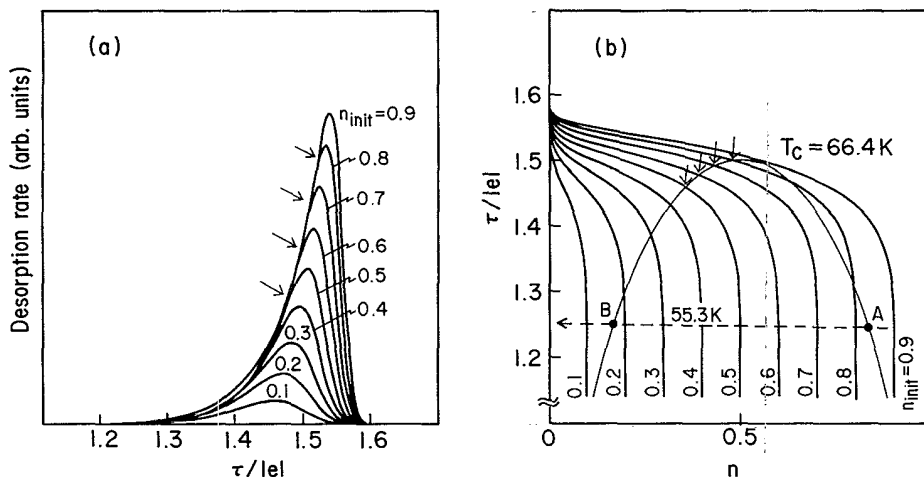 (a)
Desorption rate (arb. units)
n_init=0.9
0.8
0.7
0.6
0.5
0.4
0.3
0.2
0.1
1.2 1.3 1.4 1.5 1.6
τ/|e|
(b)
τ/|e|
1.6
1.5
1.4
1.3
1.2
T_C = 66.4 K
B
55.3K
A
0.1
0.2
0.3
0.4
0.5
0.6
0.7
0.8
n_init=0.9
0 0.5
n